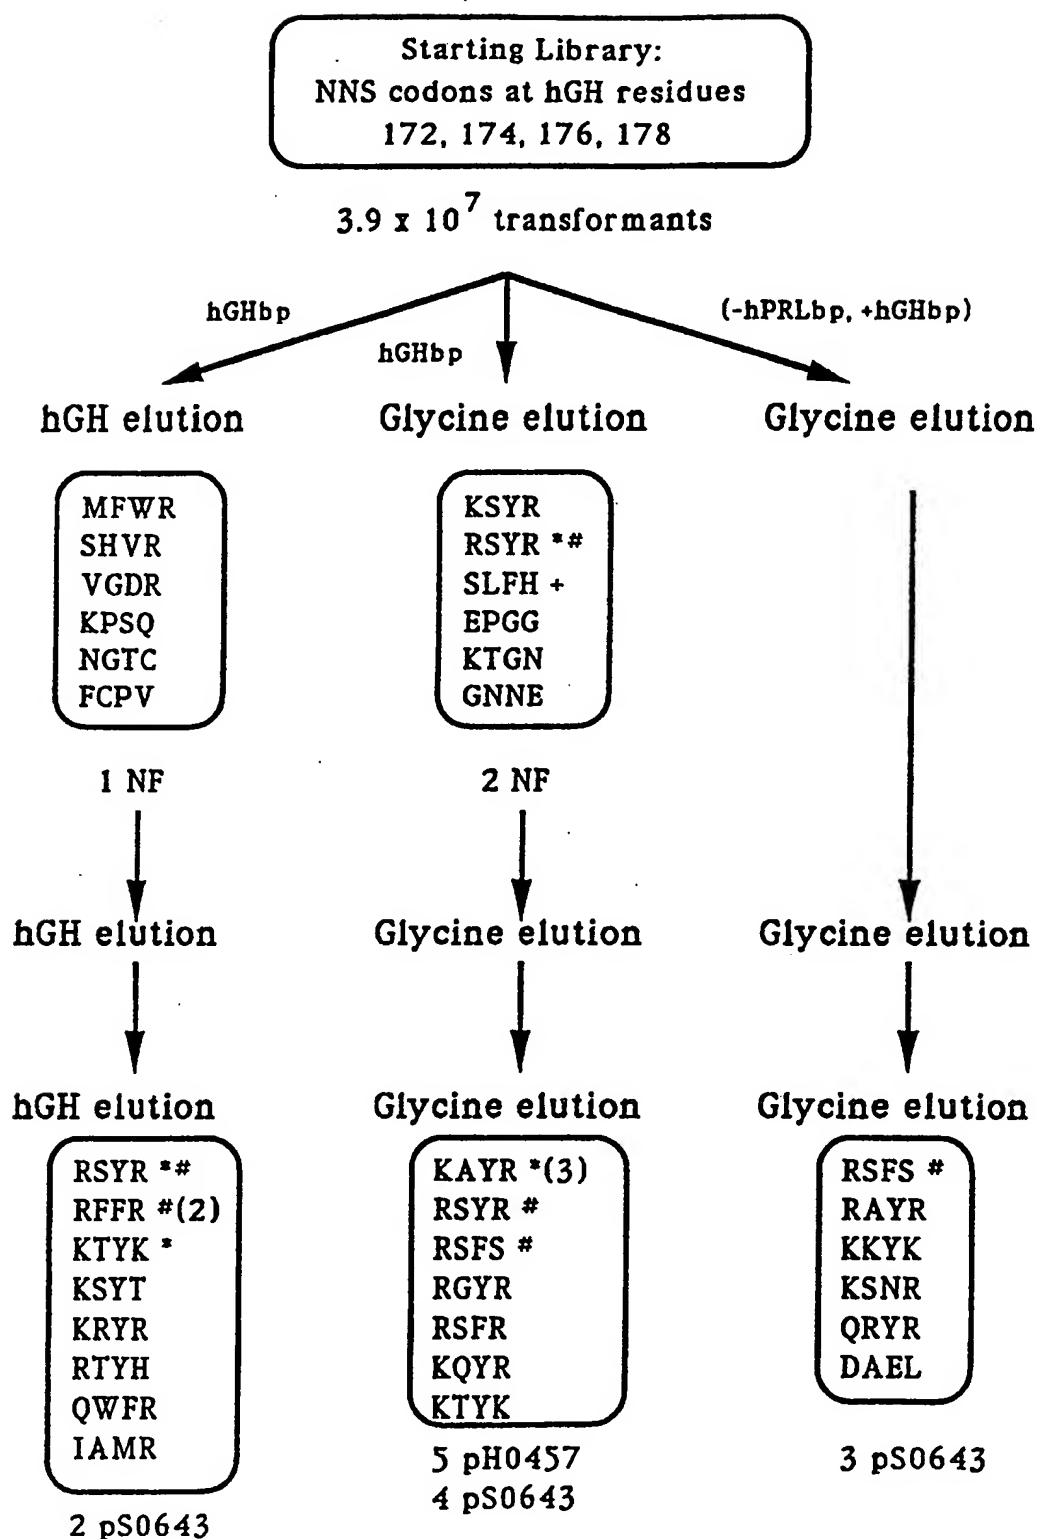 Starting Library:
NNS codons at hGH residues
172, 174, 176, 178
3.9 x 10^7 transformants
hGHbp
hGHbp
(-hPRLbp, +hGHbp)
hGH elution
Glycine elution
Glycine elution
MFWR
SHVR
VGDR
KPSQ
NGTC
FCPV
1 NF
KSYR
RSYR *#
SLFH +
EPGG
KTGN
GNNE
2 NF
hGH elution
Glycine elution
Glycine elution
hGH elution
Glycine elution
Glycine elution
RSYR *#
RFFR #(2)
KTYK *
KSYT
KRYR
RTYH
QWFR
IAMR
2 pS0643
KAYR *(3)
RSYR #
RSFS #
RGYR
RSFR
KQYR
KTYK
5 pH0457
4 pS0643
RSFS #
RAYR
KKYK
KSNR
QRYR
DAEL
3 pS0643